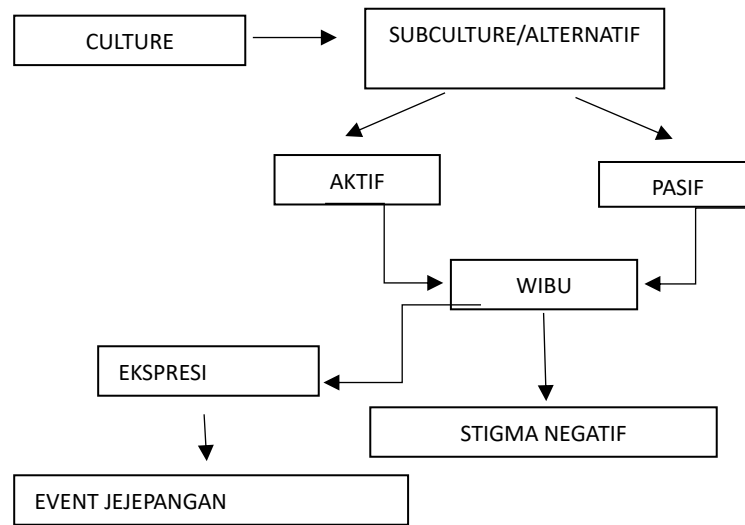 CULTURE
SUBCULTURE/ALTERNATIF
AKTIF
PASIF
WIBU
EKSPRESI
STIGMA NEGATIF
EVENT JEJEPANGAN